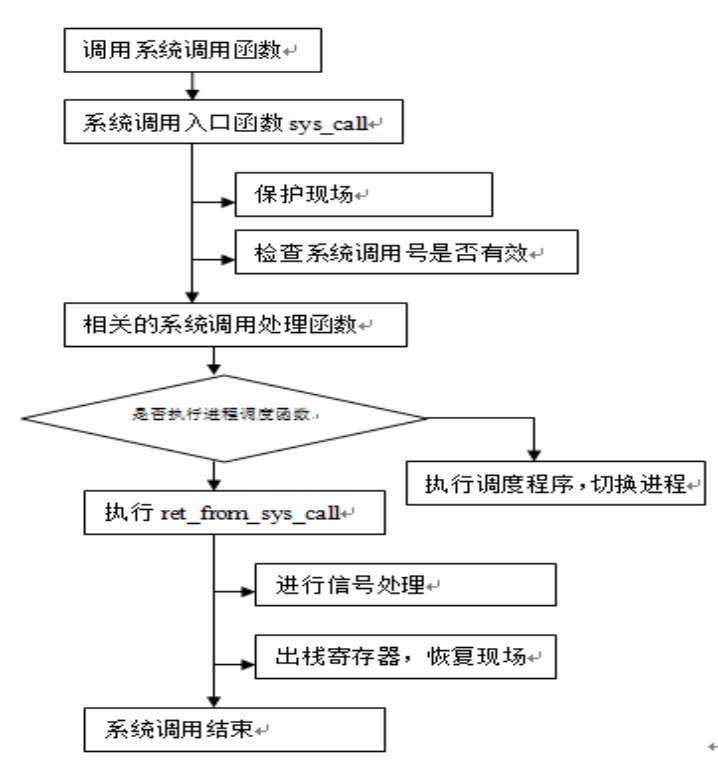 调用系统调用函数
系统调用入口函数 sys_call
保护现场
检查系统调用号是否有效
相关的系统调用处理函数
是否执行进程调度函数
执行调度程序，切换进程
执行 ret_from_sys_call
进行信号处理
出栈寄存器，恢复现场
系统调用结束